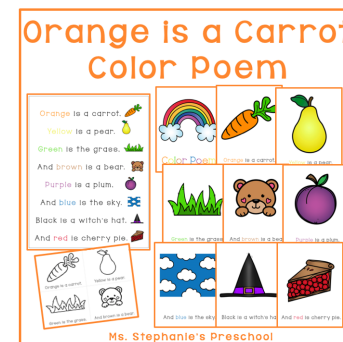 Orange is a Carrot
Color Poem
Orange is a carrot.
Yellow is a pear.
Green is the grass.
And brown is a bear.
Purple is a plum.
And blue is the sky.
Black is a witch's hat.
And red is cherry pie.
Color Poem
Orange is a carrot.
Yellow is a pear.
Green is the grass.
And brown is a bear.
Purple is a plum.
And blue is the sky.
Black is a witch's hat.
And red is cherry pie.
Orange is a carrot.
Yellow is a pear.
Green is the grass.
And brown is a bear.
Ms. Stephanie's Preschool